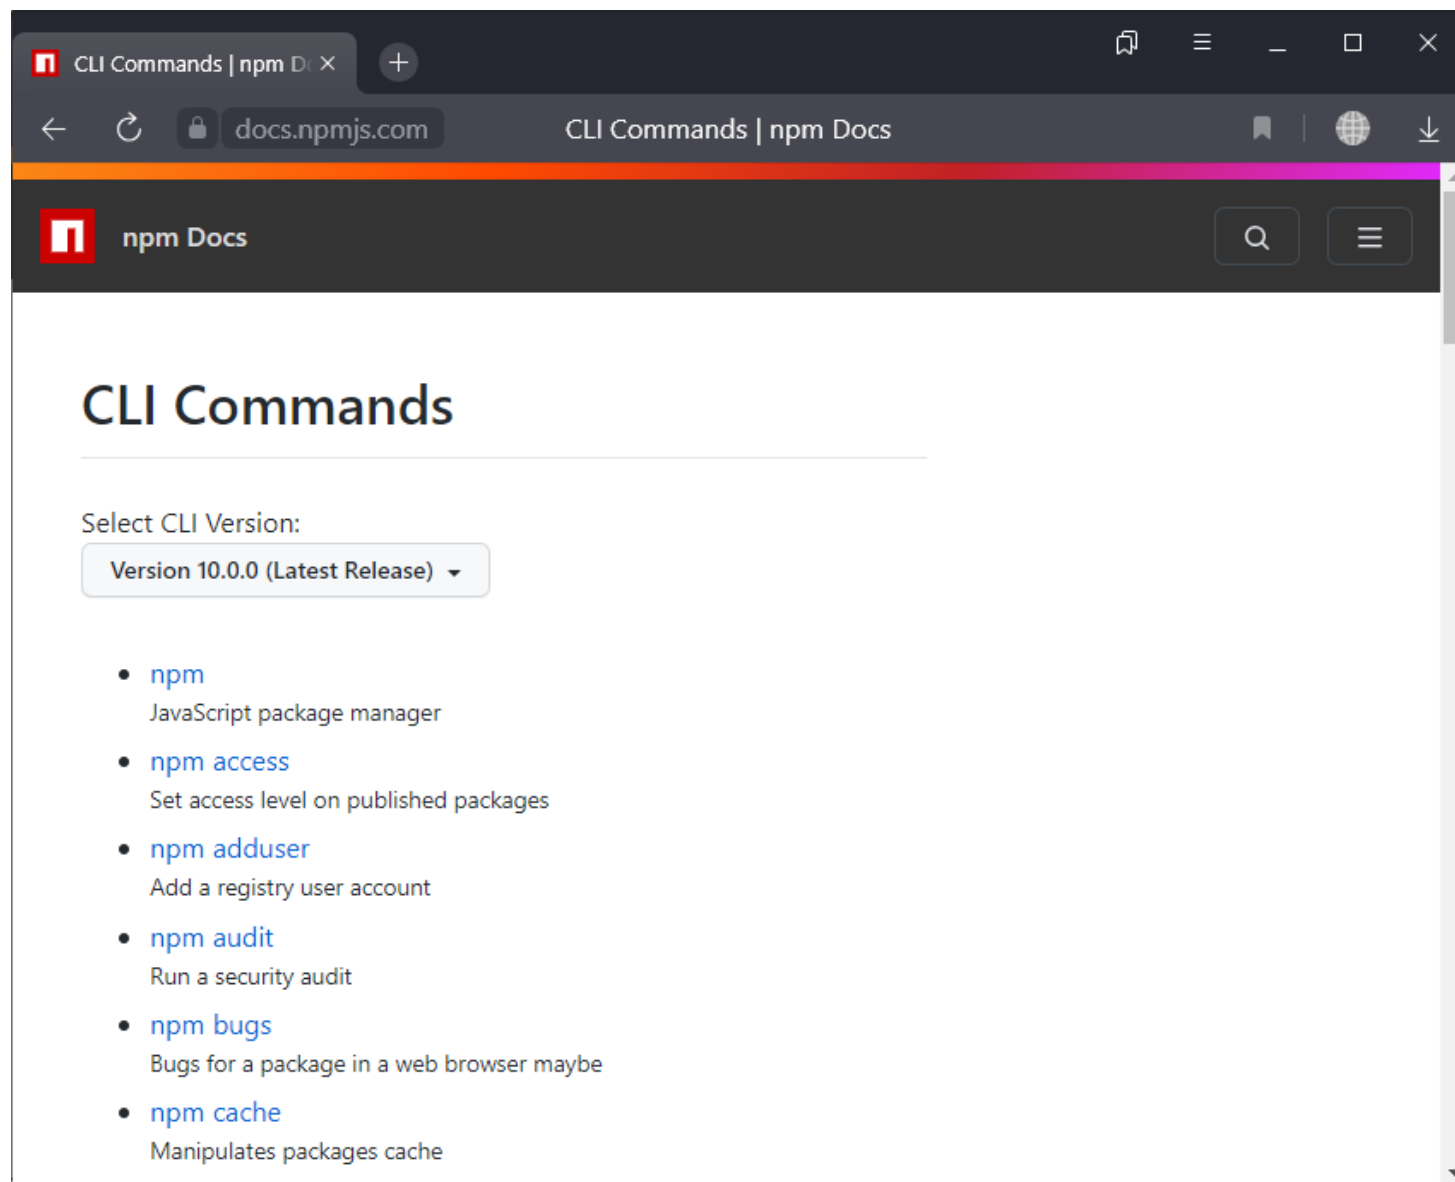 CLI Commands | npm
docs.npmjs.com
CLI Commands | npm Docs
npm Docs
CLI Commands
Select CLI Version:
Version 10.0.0 (Latest Release)
npm
JavaScript package manager
npm access
Set access level on published packages
npm adduser
Add a registry user account
npm audit
Run a security audit
npm bugs
Bugs for a package in a web browser maybe
npm cache
Manipulates packages cache